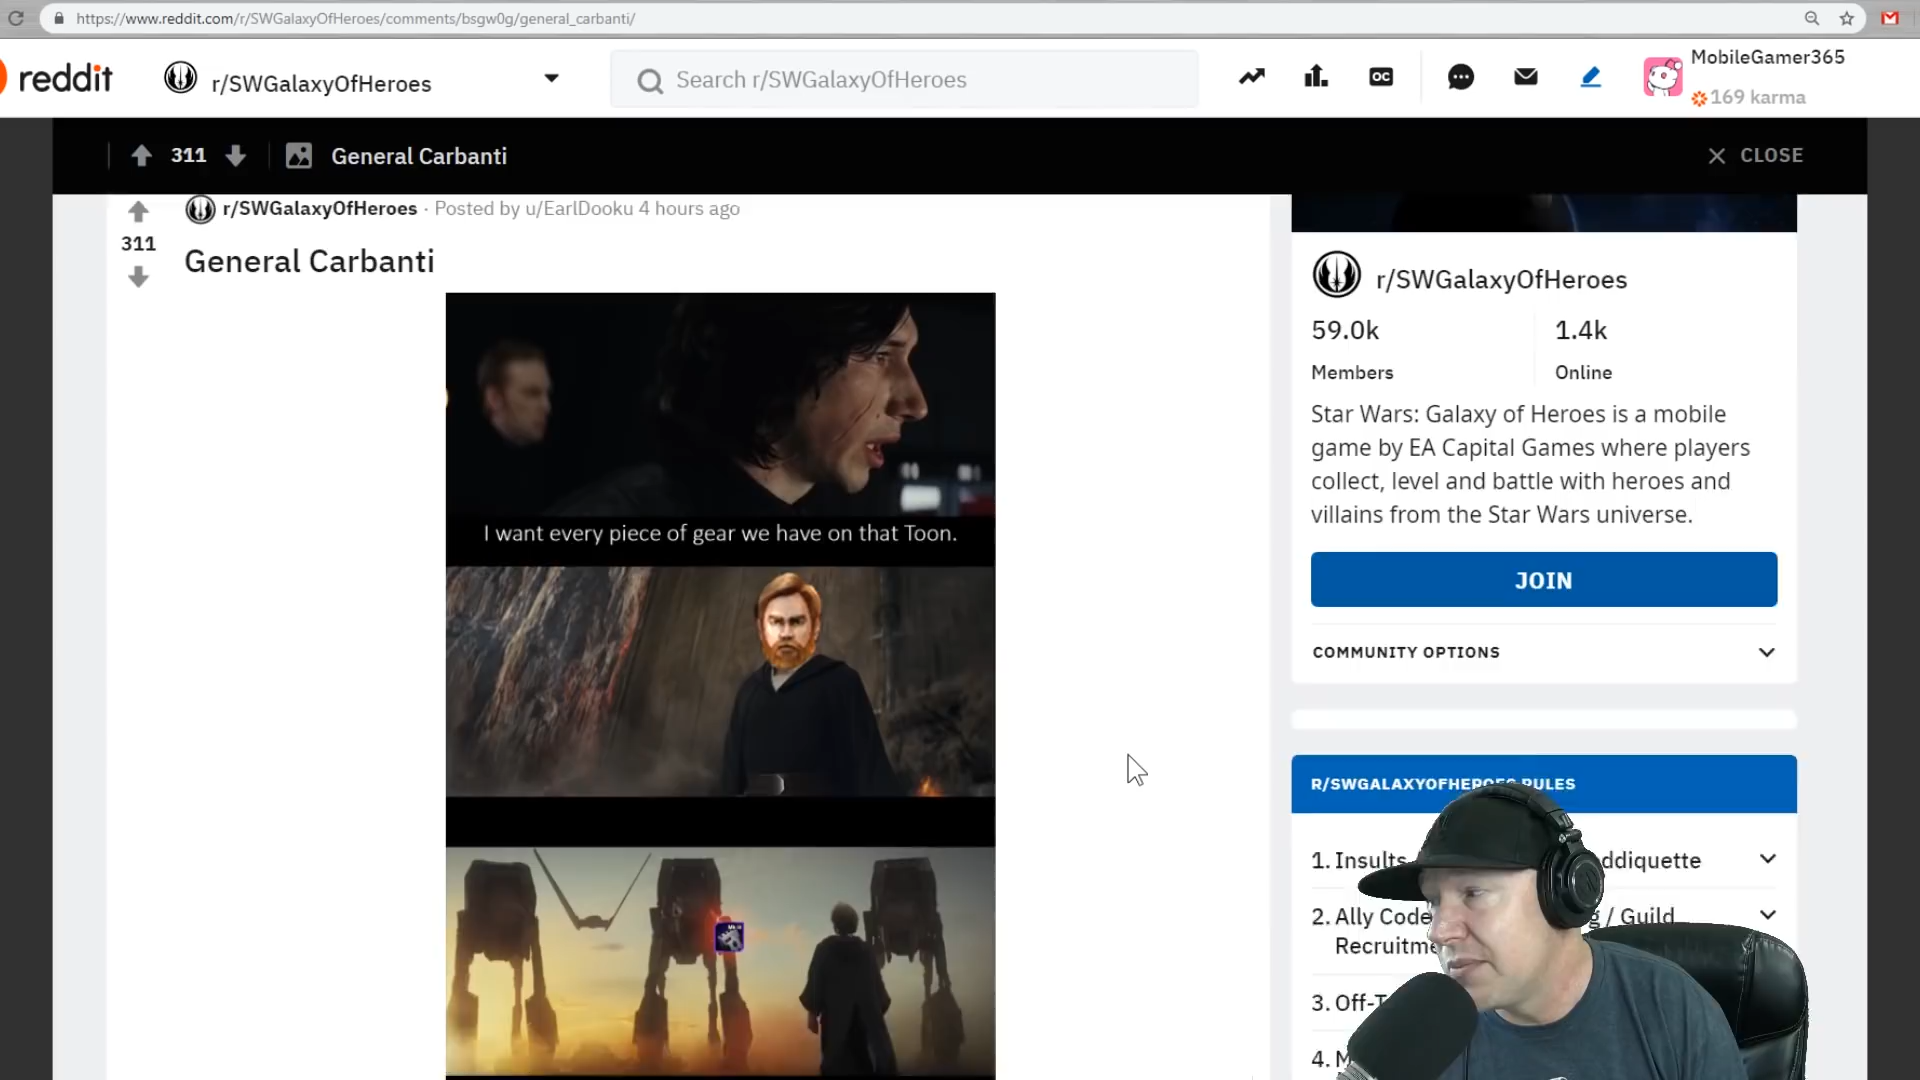 https://www.reddit.com/r/SWGalaxyOfHeroes/comments/bsgw0g/general_carbanti/
reddit
r/SWGalaxyOfHeroes
Search r/SWGalaxyOfHeroes
OC
MobileGamer365
169 karma
311
General Carbanti
CLOSE
r/SWGalaxyOfHeroes · Posted by u/EarlDooku 4 hours ago
311
General Carbanti
I want every piece of gear we have on that Toon.
r/SWGalaxyOfHeroes
59.0k
1.4k
Members
Online
Star Wars: Galaxy of Heroes is a mobile
game by EA Capital Games where players
collect, level and battle with heroes and
villains from the Star Wars universe.
JOIN
COMMUNITY OPTIONS
R/SWGALAXYOFHEROES RULES
1. Insults
2. Ally Code / Guild
3. Off-T
4. M